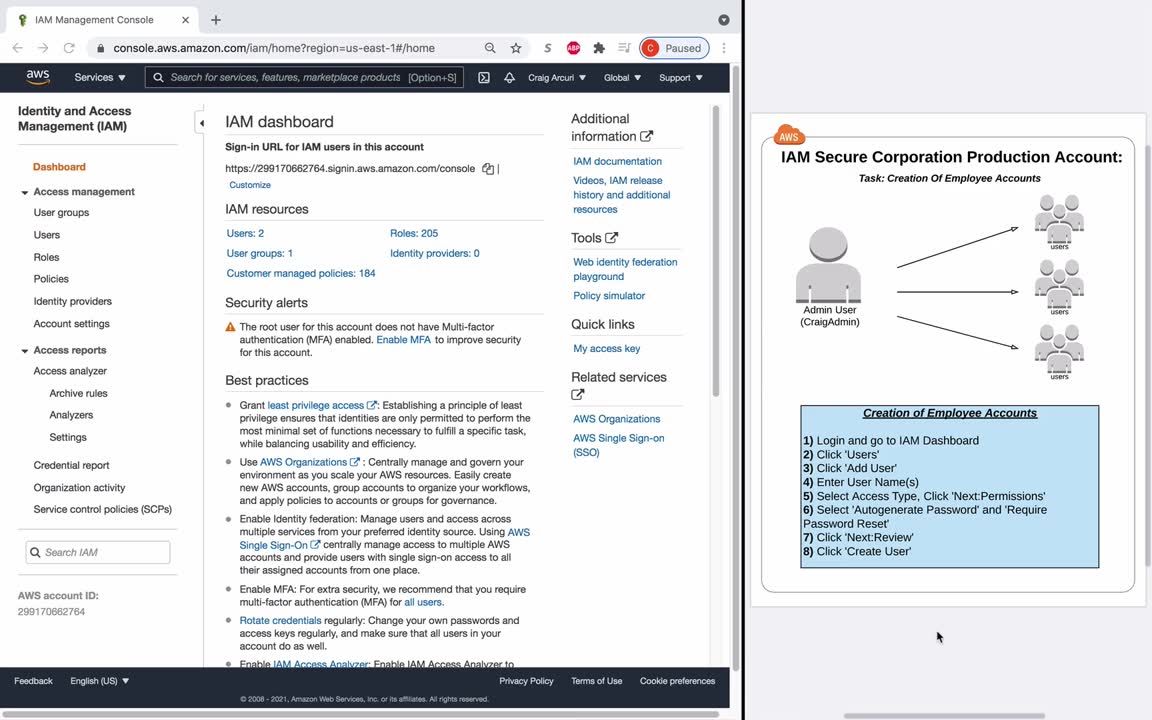 IAM Management Console
console.aws.amazon.com/iam/home?region=us-east-1#/home
S
ABP
C Paused
aws
Services
Search for services, features, marketplace products [Option+S]
Craig Arcuri
Global
Support
Identity and Access
Management (IAM)
Dashboard
Access management
User groups
Users
Roles
Policies
Identity providers
Account settings
Access reports
Access analyzer
Archive rules
Analyzers
Settings
Credential report
Organization activity
Service control policies (SCPs)
Search IAM
AWS account ID:
299170662764
IAM dashboard
Sign-in URL for IAM users in this account
https://299170662764.signin.aws.amazon.com/console |
Customize
IAM resources
Users: 2
Roles: 205
User groups: 1
Identity providers: 0
Customer managed policies: 184
Security alerts
The root user for this account does not have Multi-factor
authentication (MFA) enabled. Enable MFA to improve security
for this account.
Best practices
Grant least privilege access : Establishing a principle of least
privilege ensures that identities are only permitted to perform the
most minimal set of functions necessary to fulfill a specific task,
while balancing usability and efficiency.
Use AWS Organizations : Centrally manage and govern your
environment as you scale your AWS resources. Easily create
new AWS accounts, group accounts to organize your workflows,
and apply policies to accounts or groups for governance.
Enable Identity federation: Manage users and access across
multiple services from your preferred identity source. Using AWS
Single Sign-On centrally manage access to multiple AWS
accounts and provide users with single sign-on access to all
their assigned accounts from one place.
Enable MFA: For extra security, we recommend that you require
multi-factor authentication (MFA) for all users.
Rotate credentials regularly: Change your own passwords and
access keys regularly, and make sure that all users in your
account do as well.
Enable IAM Access Analyzer: Enable IAM Access Analyzer to
Additional
information
IAM documentation
Videos, IAM release
history and additional
resources
Tools
Web identity federation
playground
Policy simulator
Quick links
My access key
Related services
AWS Organizations
AWS Single Sign-on
(SSO)
Feedback
English (US)
Privacy Policy
Terms of Use
Cookie preferences
© 2008 - 2021, Amazon Web Services, Inc. or its affiliates. All rights reserved.
AWS
IAM Secure Corporation Production Account:
Task: Creation Of Employee Accounts
users
users
users
Admin User
(CraigAdmin)
Creation of Employee Accounts
1) Login and go to IAM Dashboard
2) Click 'Users'
3) Click 'Add User'
4) Enter User Name(s)
5) Select Access Type, Click 'Next:Permissions'
6) Select 'Autogenerate Password' and 'Require
Password Reset'
7) Click 'Next:Review'
8) Click 'Create User'